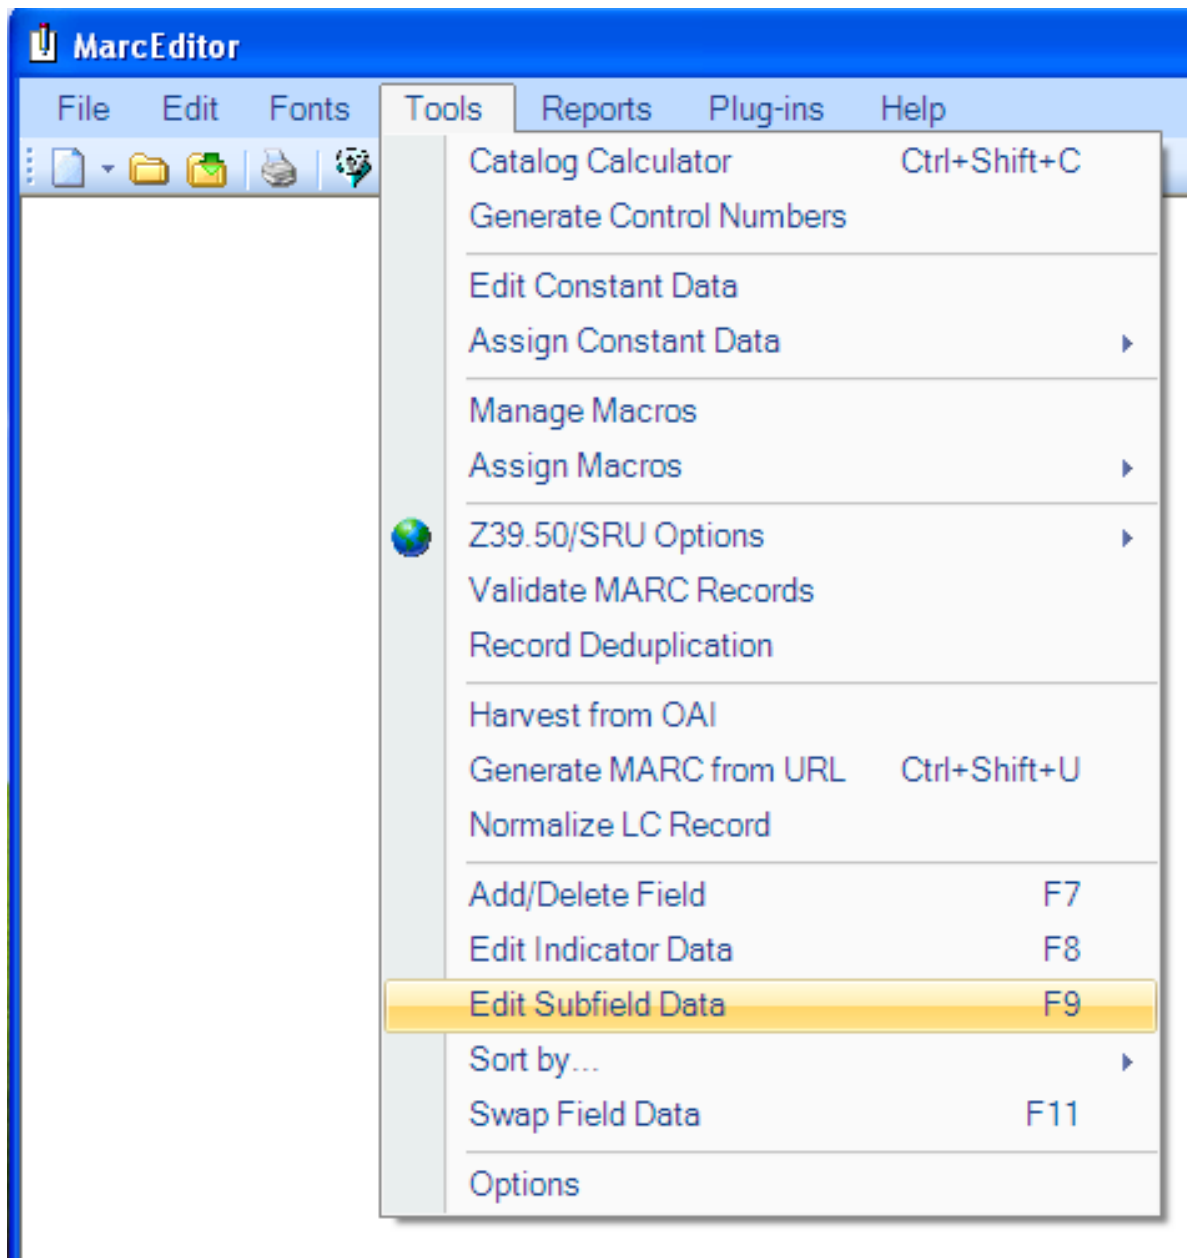 MarcEditor
File Edit Fonts Tools Reports Plug-ins Help
Catalog Calculator Ctrl+Shift+C
Generate Control Numbers
Edit Constant Data
Assign Constant Data
Manage Macros
Assign Macros
Z39.50/SRU Options
Validate MARC Records
Record Deduplication
Harvest from OAI
Generate MARC from URL Ctrl+Shift+U
Normalize LC Record
Add/Delete Field F7
Edit Indicator Data F8
Edit Subfield Data F9
Sort by...
Swap Field Data F11
Options